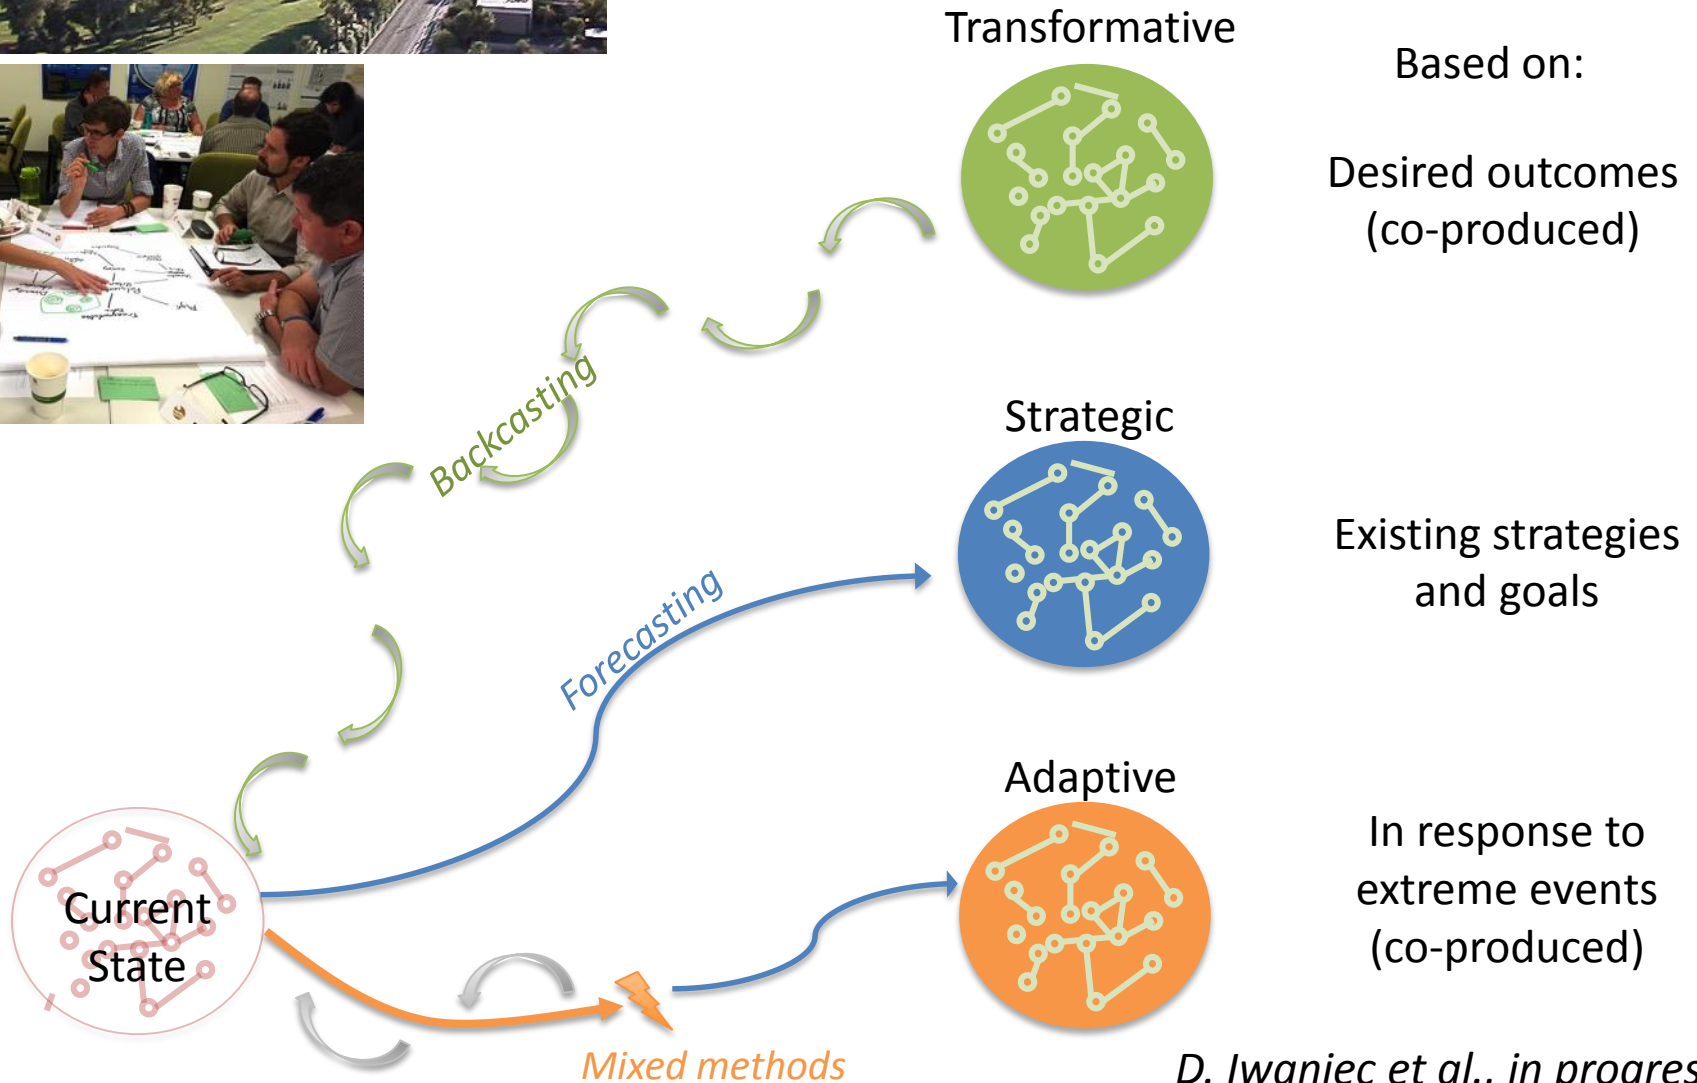 Transformative
Based on:
Desired outcomes
(co-produced)
Backcasting
Strategic
Existing strategies
and goals
Forecasting
Adaptive
In response to
extreme events
(co-produced)
Current
State
Mixed methods
D. Iwaniec et al., in progres